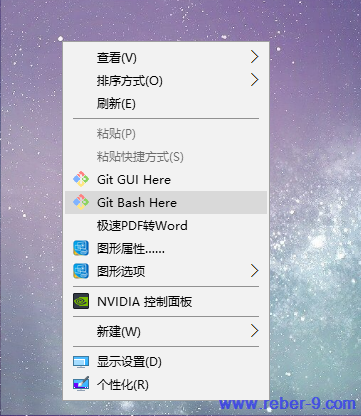 查看(V)
排序方式(O)
刷新(E)
粘贴(P)
粘贴快捷方式(S)
Git GUI Here
Git Bash Here
极速PDF转Word
图形属性......
图形选项
NVIDIA 控制面板
新建(W)
显示设置(D)
个性化(R)
www.reber-9.com